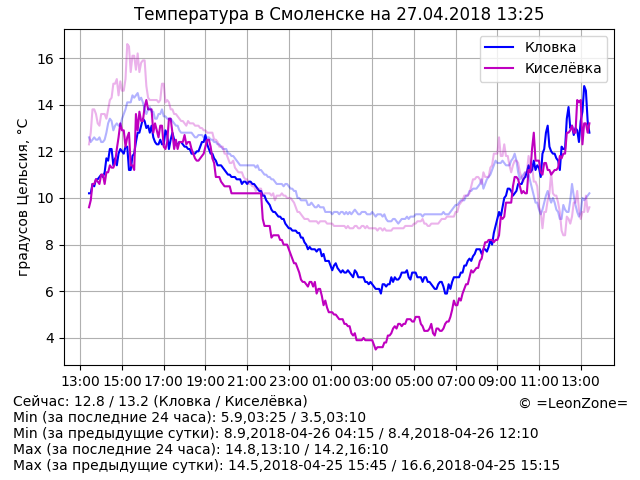 Температура в Смоленске на 27.04.2018 13:25
Кловка
Киселёвка
градусов Цельсия, °C
16
14
12
10
8
6
4
13:00 15:00 17:00 19:00 21:00 23:00 01:00 03:00 05:00 07:00 09:00 11:00 13:00
Сейчас: 12.8 / 13.2 (Кловка / Киселёвка)
© =LeonZone=
Min (за последние 24 часа): 5.9,03:25 / 3.5,03:10
Min (за предыдущие сутки): 8.9,2018-04-26 04:15 / 8.4,2018-04-26 12:10
Max (за последние 24 часа): 14.8,13:10 / 14.2,16:10
Max (за предыдущие сутки): 14.5,2018-04-25 15:45 / 16.6,2018-04-25 15:15